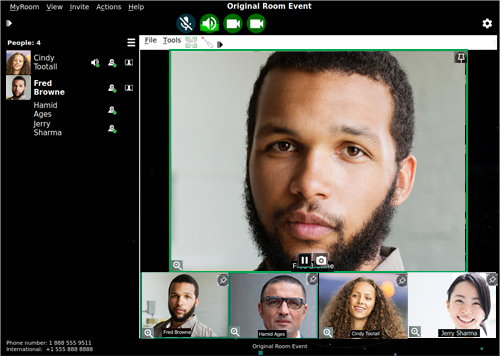 MyRoom View Invite Actions Help
Original Room Event
People: 4
File Tools
Cindy
Tootall
Fred
Browne
Hamid
Ages
Jerry
Sharma
Fred Browne
Hamid Ages
Cindy Tootall
Jerry Sharma
Phone number: 1 888 555 9511
International: +1 555 888 8888
Original Room Event